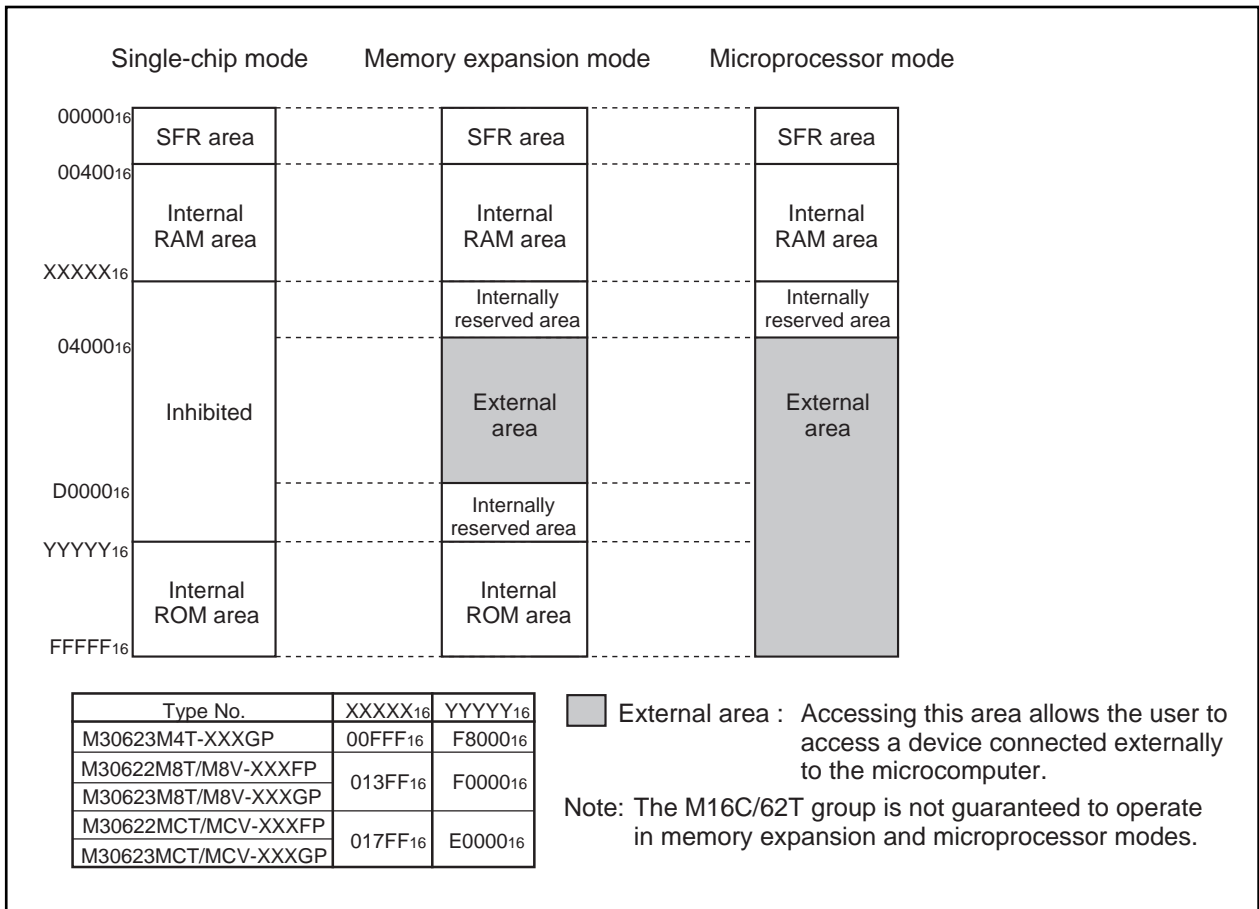 Single-chip mode
Memory expansion mode
Microprocessor mode
0000016
SFR area
SFR area
SFR area
0040016
Internal
RAM area
Internal
RAM area
Internal
RAM area
XXXXX16
Internally
reserved area
Internally
reserved area
0400016
Inhibited
External
area
External
area
D000016
Internally
reserved area
YYYYY16
Internal
ROM area
Internal
ROM area
FFFFF16
Type No. XXXXX16 YYYYY16
M30623M4T-XXXGP 00FFF16 F800016
M30622M8T/M8V-XXXFP
013FF16 F000016
M30623M8T/M8V-XXXGP
M30622MCT/MCV-XXXFP
017FF16 E000016
M30623MCT/MCV-XXXGP
External area : Accessing this area allows the user to
access a device connected externally
to the microcomputer.
Note: The M16C/62T group is not guaranteed to operate
in memory expansion and microprocessor modes.